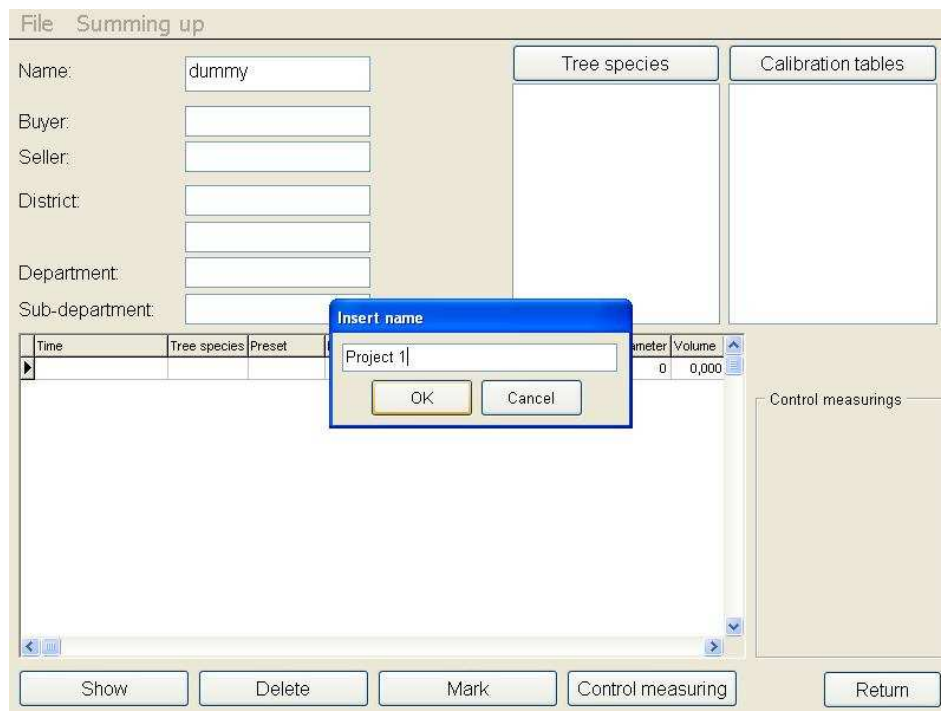 File Summing up
Name: dummy
Tree species Calibration tables
Buyer:
Seller:
District:
Department:
Sub-department:
Insert name
Project 1
OK Cancel
Time Tree species Preset Volume
0 0,000
Control measurings
Show Delete Mark Control measuring Return